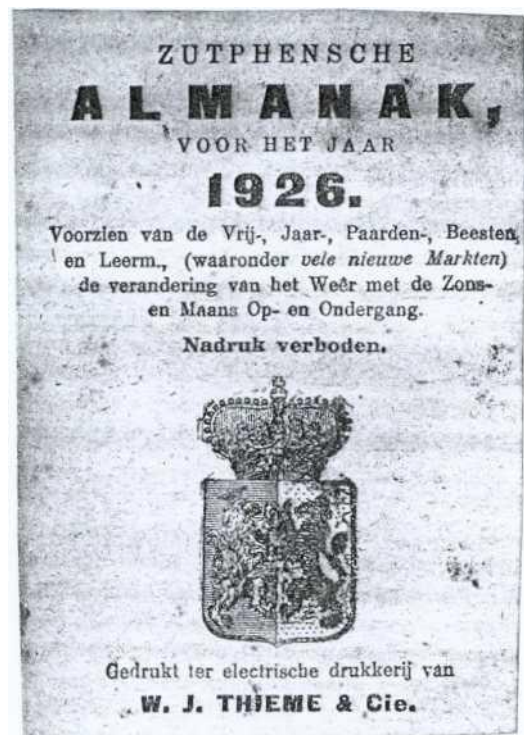 ZUTPHENSCHE
ALMANAK,
VOOR HET JAAR
1926.
Voorzien van de Vrij-, Jaar-, Paarden-, Beesten,
en Leerm., (waaronder vele nieuwe Markten)
de verandering van het Weêr met de Zons-
en Maans Op- en Ondergang.
Nadruk verboden.
Gedrukt ter electrische drukkerij van
W. J. THIEME & Cie.